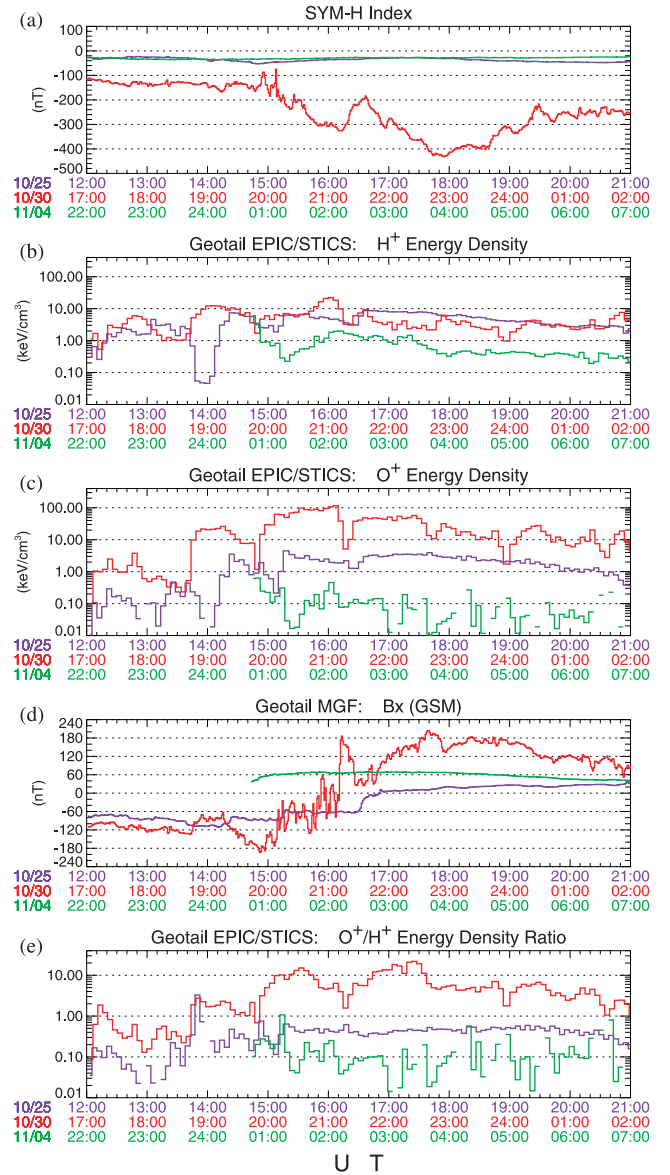 (a) SYM-H Index
100
0
-100
-200
-300
-400
-500
(nT)
10/25 12:00 13:00 14:00 15:00 16:00 17:00 18:00 19:00 20:00 21:00
10/30 17:00 18:00 19:00 20:00 21:00 22:00 23:00 24:00 01:00 02:00
11/04 22:00 23:00 24:00 01:00 02:00 03:00 04:00 05:00 06:00 07:00
(b) Geotail EPIC/STICS: H+ Energy Density
100.00
10.00
1.00
0.10
0.01
(keV/cm3)
10/25 12:00 13:00 14:00 15:00 16:00 17:00 18:00 19:00 20:00 21:00
10/30 17:00 18:00 19:00 20:00 21:00 22:00 23:00 24:00 01:00 02:00
11/04 22:00 23:00 24:00 01:00 02:00 03:00 04:00 05:00 06:00 07:00
(c) Geotail EPIC/STICS: O+ Energy Density
100.00
10.00
1.00
0.10
0.01
(keV/cm3)
10/25 12:00 13:00 14:00 15:00 16:00 17:00 18:00 19:00 20:00 21:00
10/30 17:00 18:00 19:00 20:00 21:00 22:00 23:00 24:00 01:00 02:00
11/04 22:00 23:00 24:00 01:00 02:00 03:00 04:00 05:00 06:00 07:00
(d) Geotail MGF: Bx (GSM)
240
180
120
60
0
-60
-120
-180
-240
(nT)
10/25 12:00 13:00 14:00 15:00 16:00 17:00 18:00 19:00 20:00 21:00
10/30 17:00 18:00 19:00 20:00 21:00 22:00 23:00 24:00 01:00 02:00
11/04 22:00 23:00 24:00 01:00 02:00 03:00 04:00 05:00 06:00 07:00
(e) Geotail EPIC/STICS: O+/H+ Energy Density Ratio
10.00
1.00
0.10
0.01
10/25 12:00 13:00 14:00 15:00 16:00 17:00 18:00 19:00 20:00 21:00
10/30 17:00 18:00 19:00 20:00 21:00 22:00 23:00 24:00 01:00 02:00
11/04 22:00 23:00 24:00 01:00 02:00 03:00 04:00 05:00 06:00 07:00
U T